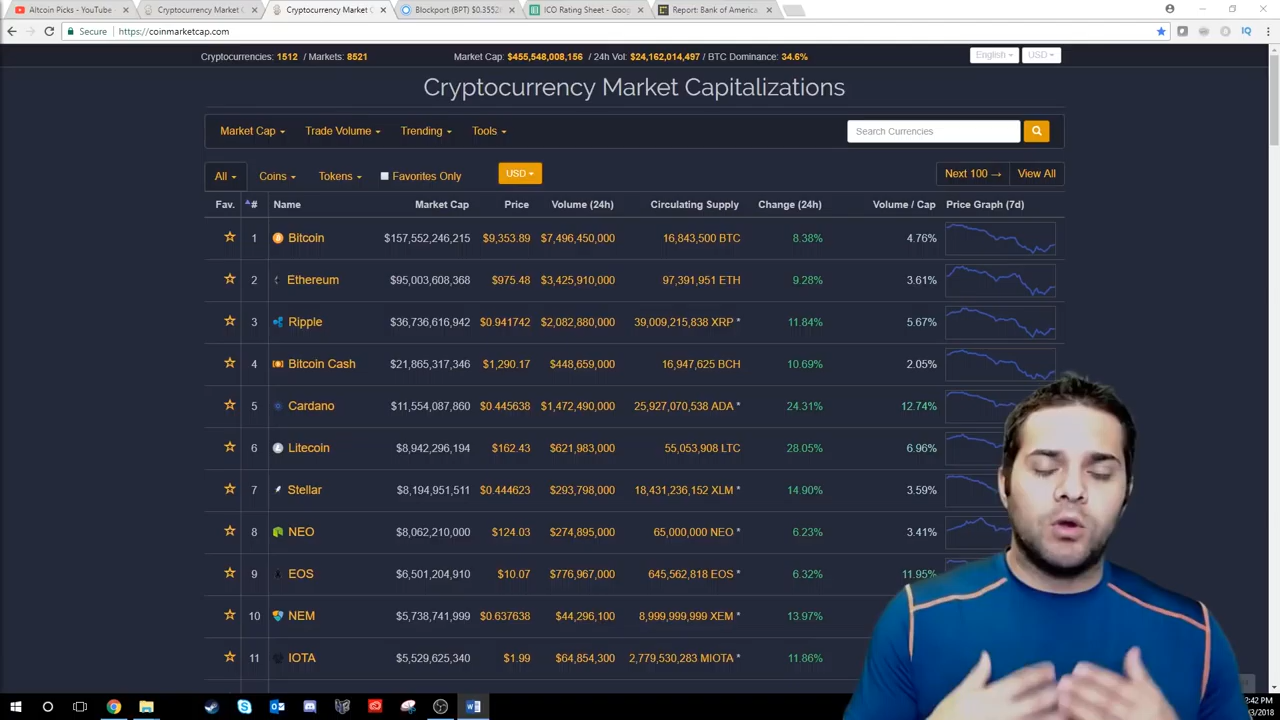 Altcoin Picks - YouTube
Cryptocurrency Market C
Cryptocurrency Market C
Blockport (BPT) $0.3552
ICO Rating Sheet - Goog
Report: Bank of America
Secure | https://coinmarketcap.com
Cryptocurrencies: / Markets: 8521
Market Cap: / 24h Vol: $24,162,014,497 / BTC Dominance: 34.6%
English USD
Cryptocurrency Market Capitalizations
Market Cap Trade Volume Trending Tools
Search Currencies
All Coins Tokens Favorites Only USD Next 100 → View All
Fav. # Name Market Cap Price Volume (24h) Circulating Supply Change (24h) Volume / Cap Price Graph (7d)
1 Bitcoin $157,552,246,215 $9,353.89 $7,496,450,000 16,843,500 BTC 8.38% 4.76%
2 Ethereum $95,003,608,368 $975.48 $3,425,910,000 97,391,951 ETH 9.28% 3.61%
3 Ripple $36,736,616,942 $0.941742 $2,082,880,000 39,009,215,838 XRP * 11.84% 5.67%
4 Bitcoin Cash $21,865,317,346 $1,290.17 $448,659,000 16,947,625 BCH 10.69% 2.05%
5 Cardano $11,554,087,860 $0.445638 $1,472,490,000 25,927,070,538 ADA * 24.31% 12.74%
6 Litecoin $8,942,296,194 $162.43 $621,983,000 55,053,908 LTC 28.05% 6.96%
7 Stellar $8,194,951,511 $0.444623 $293,798,000 18,431,236,152 XLM * 14.90% 3.59%
8 NEO $8,062,210,000 $124.03 $274,895,000 65,000,000 NEO * 6.23% 3.41%
9 EOS $6,501,204,910 $10.07 $776,967,000 645,562,818 EOS * 6.32% 11.95%
10 NEM $5,738,741,999 $0.637638 $44,296,100 8,999,999,999 XEM * 13.97%
11 IOTA $5,529,625,340 $1.99 $64,854,300 2,779,530,283 MIOTA * 11.86%
2:42 PM
3/2018